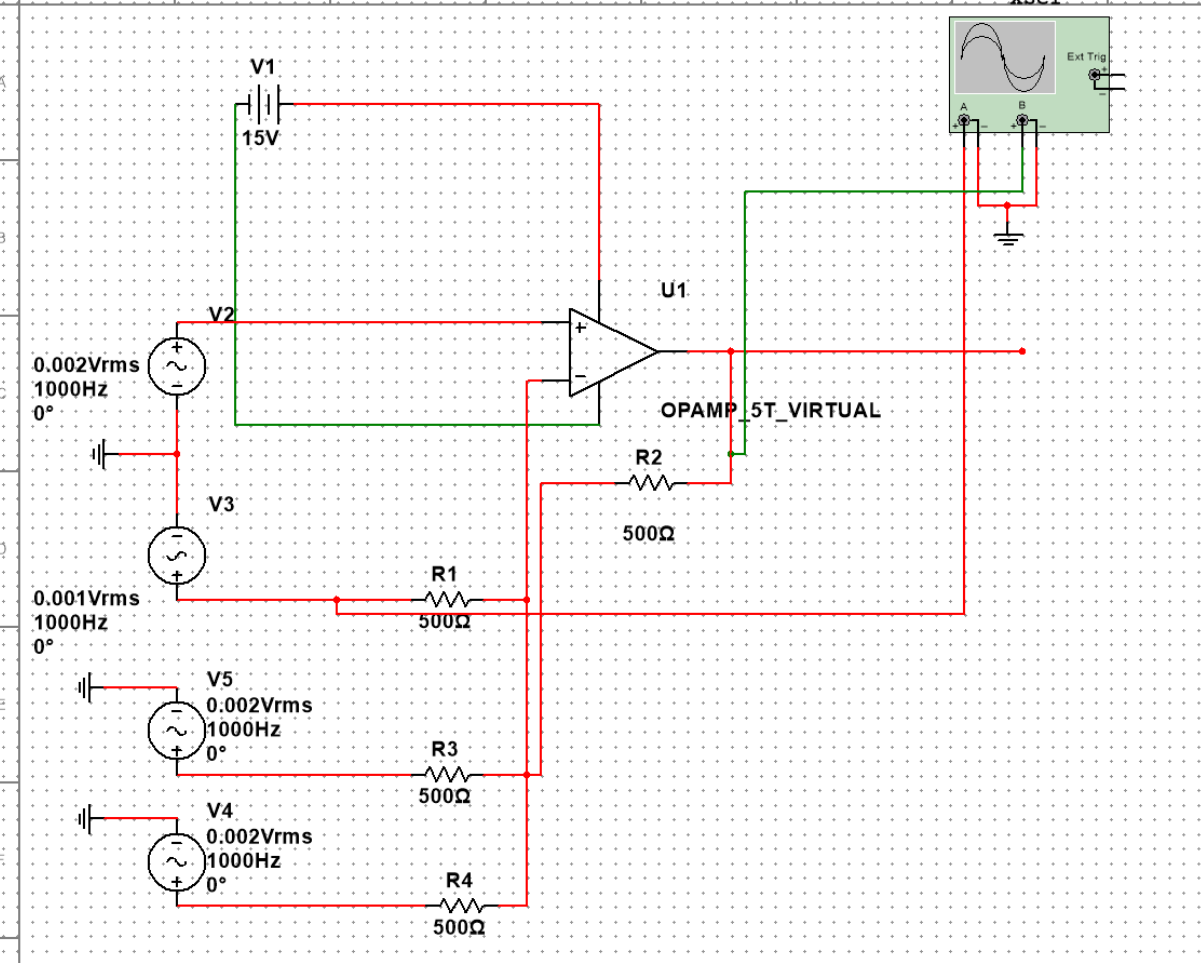 XSC1
Ext Trig
+
−
A
B
+
−
+
−
V1
15V
U1
+
−
OPAMP_5T_VIRTUAL
V2
+
−
0.002Vrms
1000Hz
0°
R2
500Ω
V3
−
+
0.001Vrms
1000Hz
0°
R1
500Ω
V5
0.002Vrms
1000Hz
0°
−
+
R3
500Ω
V4
0.002Vrms
1000Hz
0°
−
+
R4
500Ω